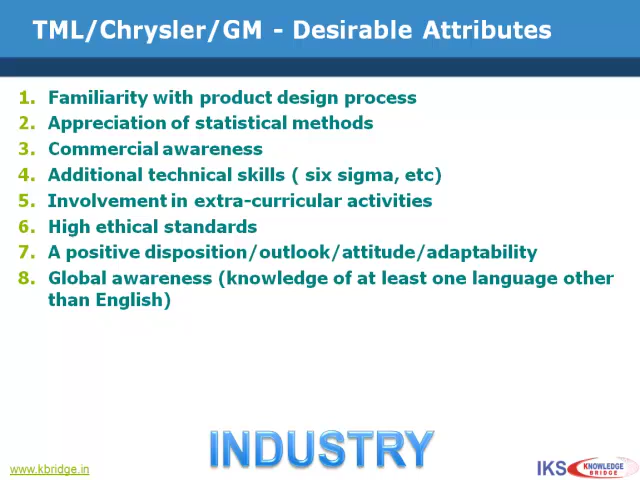 TML/Chrysler/GM - Desirable Attributes
1. Familiarity with product design process
2. Appreciation of statistical methods
3. Commercial awareness
4. Additional technical skills ( six sigma, etc)
5. Involvement in extra-curricular activities
6. High ethical standards
7. A positive disposition/outlook/attitude/adaptability
8. Global awareness (knowledge of at least one language other
than English)
INDUSTRY
www.kbridge.in
IKS KNOWLEDGE
BRIDGE